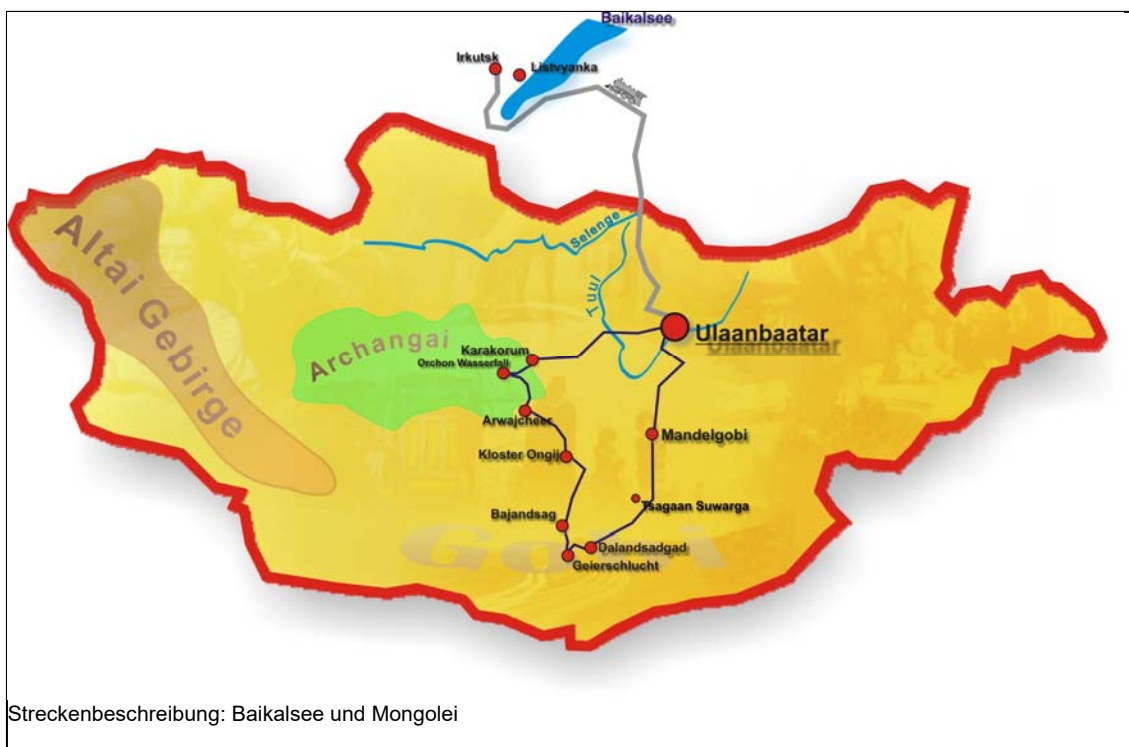 Baikalsee
Irkutsk
Listvyanka
Altai Gebirge
Selenge
Tuul
Ulaanbaatar
Archangai
Karakorum
Orchon Wasserfall
Arwajcheer
Mandelgobi
Kloster Ongij
Tsagaan Suwarga
Bajandsag
Gobi
Dalandsadgad
Geierschlucht
Streckenbeschreibung: Baikalsee und Mongolei